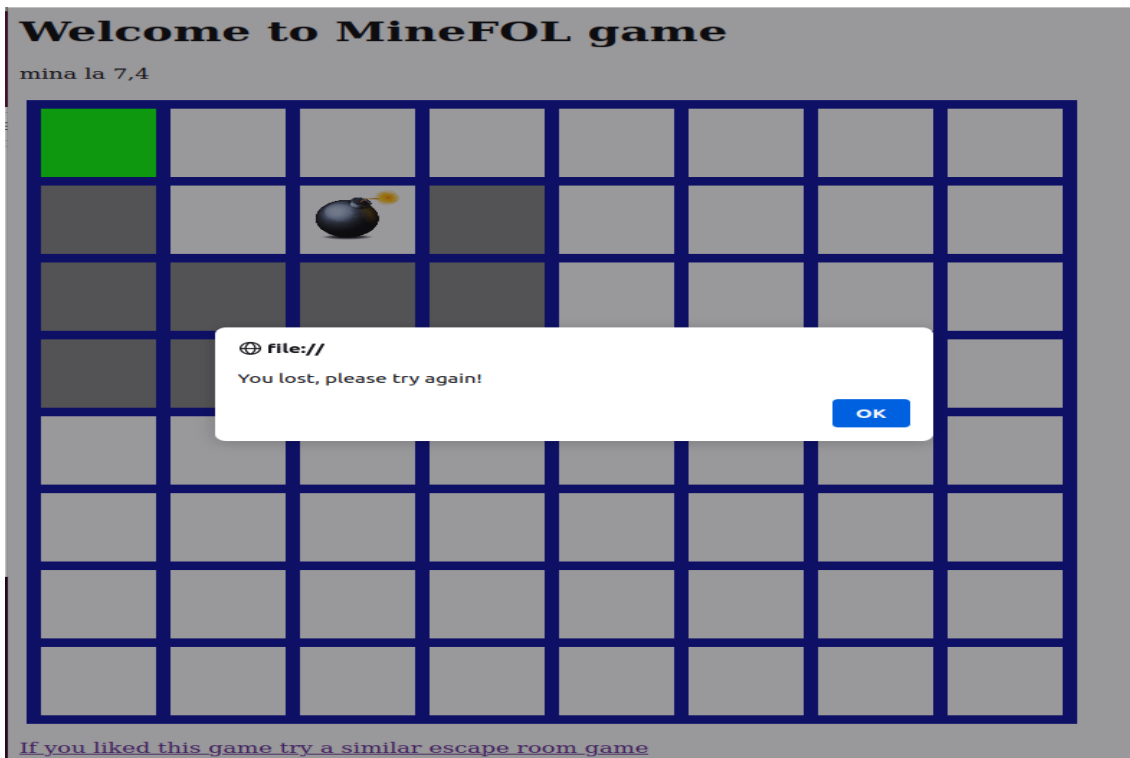 Welcome to MineFOL game
mina la 7,4
file://
You lost, please try again!
OK
If you liked this game try a similar escape room game